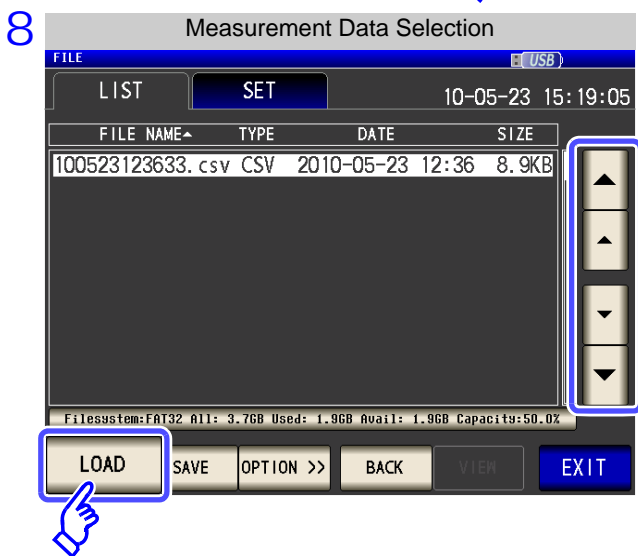 8
Measurement Data Selection
FILE
USB
LIST SET 10-05-23 15:19:05
FILE NAME TYPE DATE SIZE
100523123633.csv CSV 2010-05-23 12:36 8.9KB
Filesystem:FAT32 All: 3.7GB Used: 1.9GB Avail: 1.9GB Capacity:50.0%
LOAD SAVE OPTION >> BACK VIEW EXIT